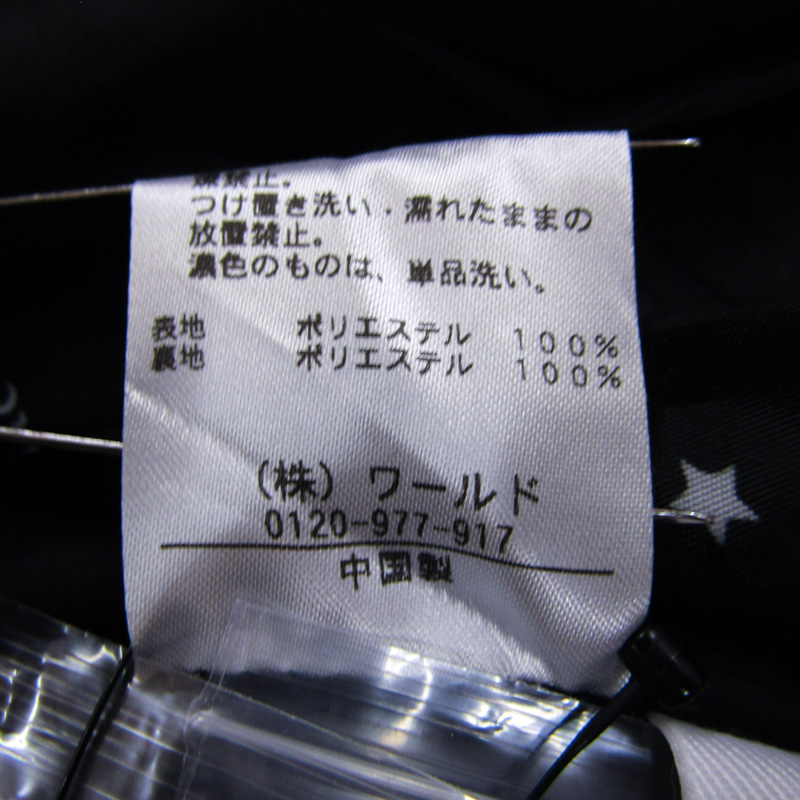 禁止。
つけ置き洗い・濡れたままの
放置禁止。
濃色のものは、単品洗い。
表地 ポリエステル 100%
裏地 ポリエステル 100%
(株) ワールド
0120-977-917
中国製